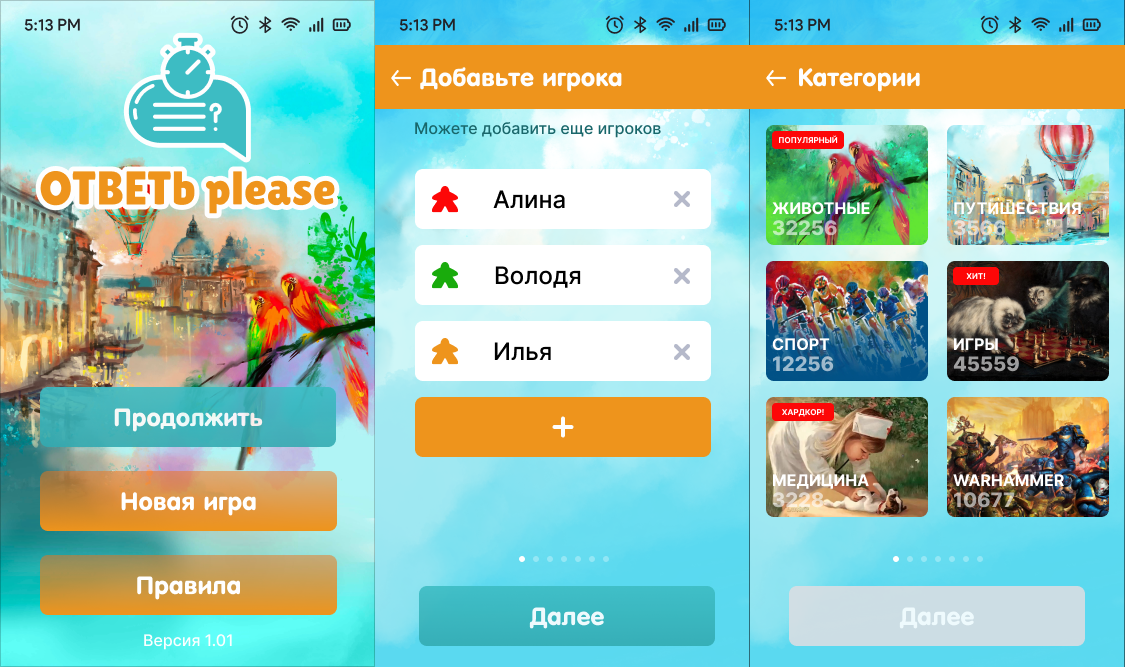 5:13 PM
?
ОТВЕТЬ please
Продолжить
Новая игра
Правила
Версия 1.01
5:13 PM
Добавьте игрока
Можете добавить еще игроков
Алина
Володя
Илья
+
Далее
5:13 PM
Категории
ПОПУЛЯРНЫЙ
ЖИВОТНЫЕ
32256
ПУТИШЕСТВИЯ
3566
СПОРТ
12256
ХИТ!
ИГРЫ
45559
ХАРДКОР!
МЕДИЦИНА
3228
WARHAMMER
10677
Далее